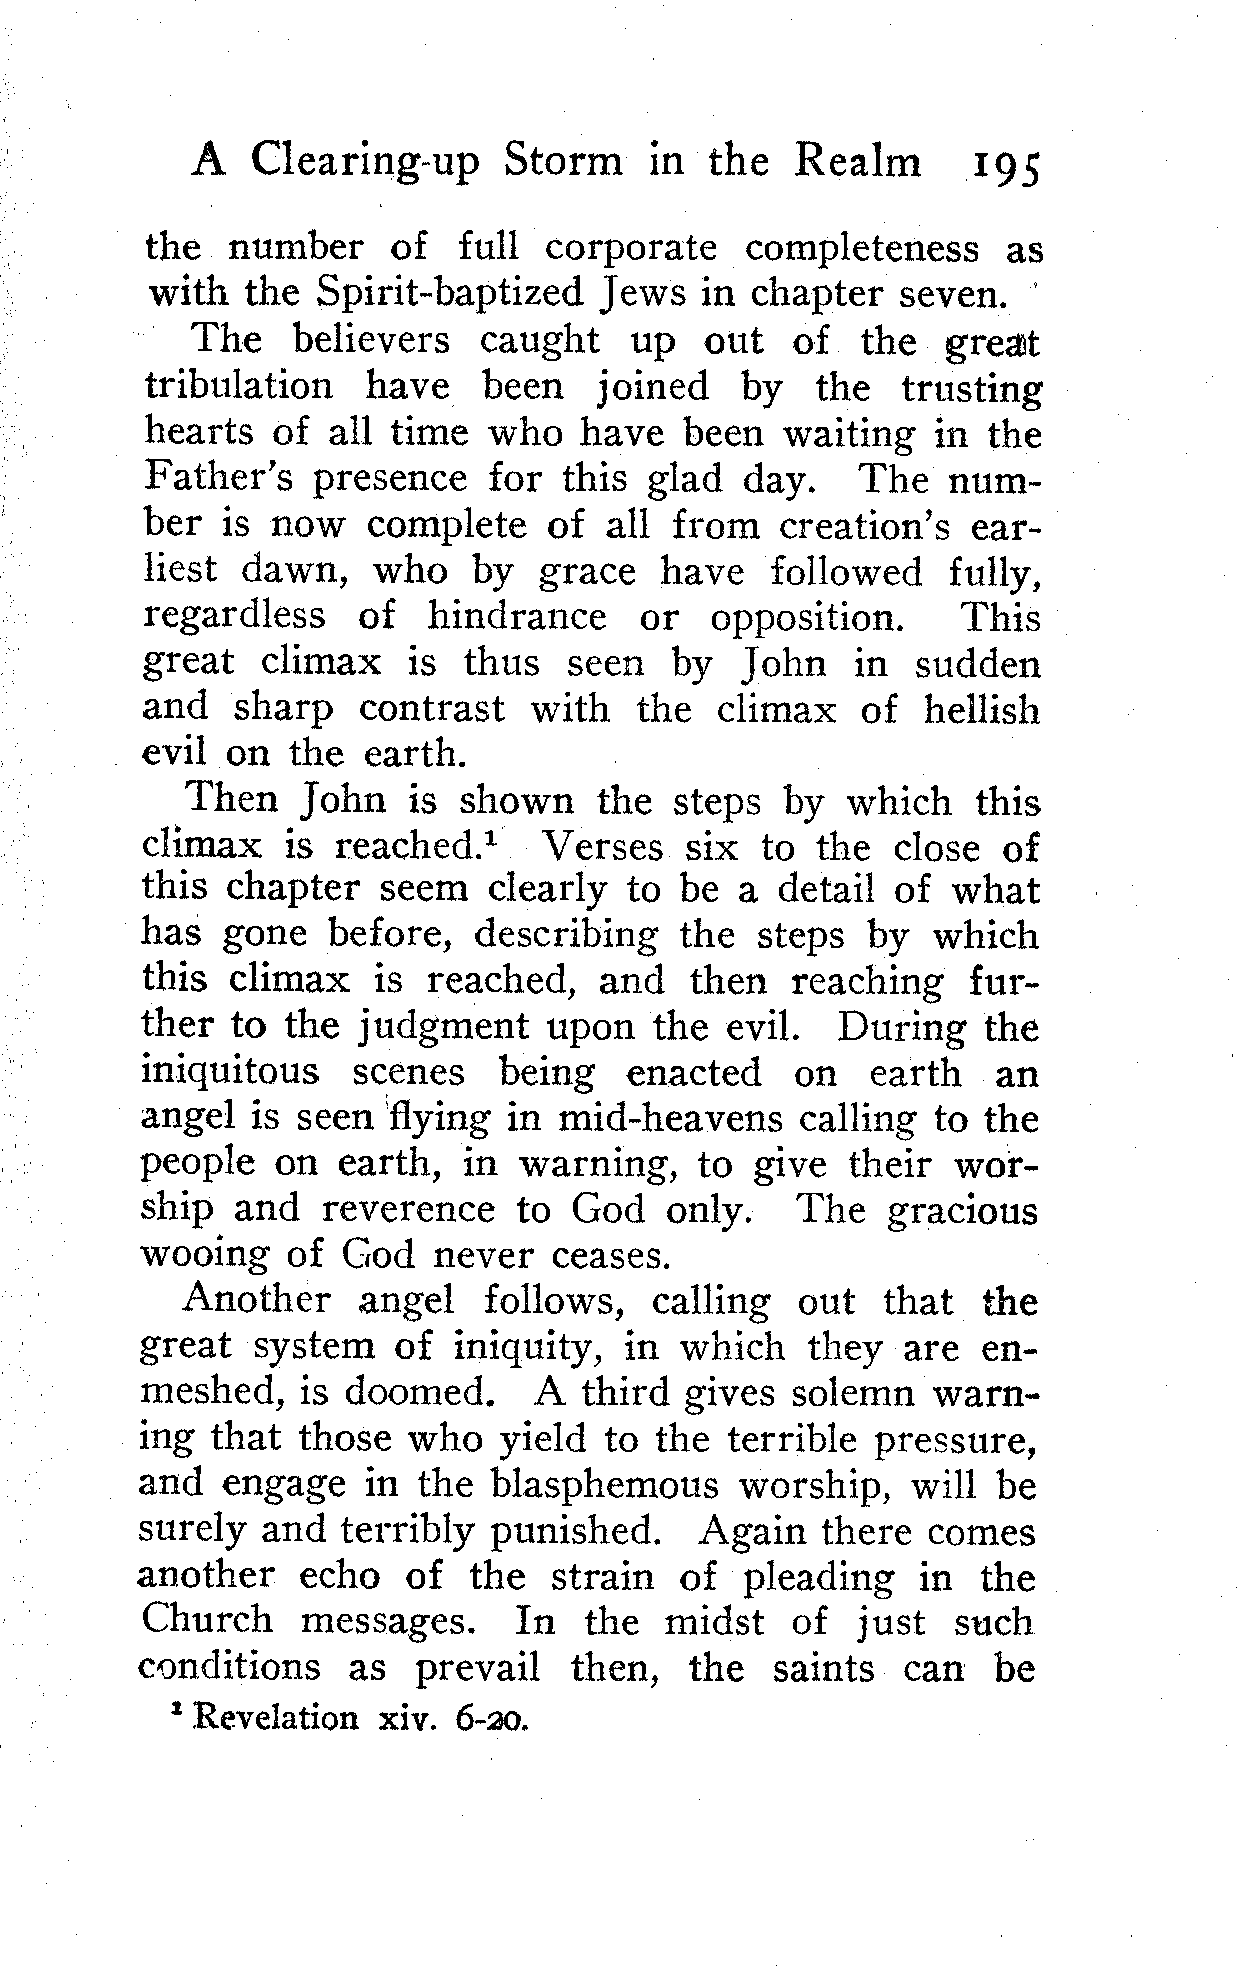 A Clearing-up Storm in the Realm 195
the number of full corporate completeness as
with the Spirit-baptized Jews in chapter seven.
The believers caught up out of the great
tribulation have been joined by the trusting
hearts of all time who have been waiting in the
Father's presence for this glad day. The num-
ber is now complete of all from creation's ear-
liest dawn, who by grace have followed fully,
regardless of hindrance or opposition. This
great climax is thus seen by John in sudden
and sharp contrast with the climax of hellish
evil on the earth.
Then John is shown the steps by which this
climax is reached.¹ Verses six to the close of
this chapter seem clearly to be a detail of what
has gone before, describing the steps by which
this climax is reached, and then reaching fur-
ther to the judgment upon the evil. During the
iniquitous scenes being enacted on earth an
angel is seen flying in mid-heavens calling to the
people on earth, in warning, to give their wor-
ship and reverence to God only. The gracious
wooing of God never ceases.
Another angel follows, calling out that the
great system of iniquity, in which they are en-
meshed, is doomed. A third gives solemn warn-
ing that those who yield to the terrible pressure,
and engage in the blasphemous worship, will be
surely and terribly punished. Again there comes
another echo of the strain of pleading in the
Church messages. In the midst of just such
conditions as prevail then, the saints can be
¹ Revelation xiv. 6-20.